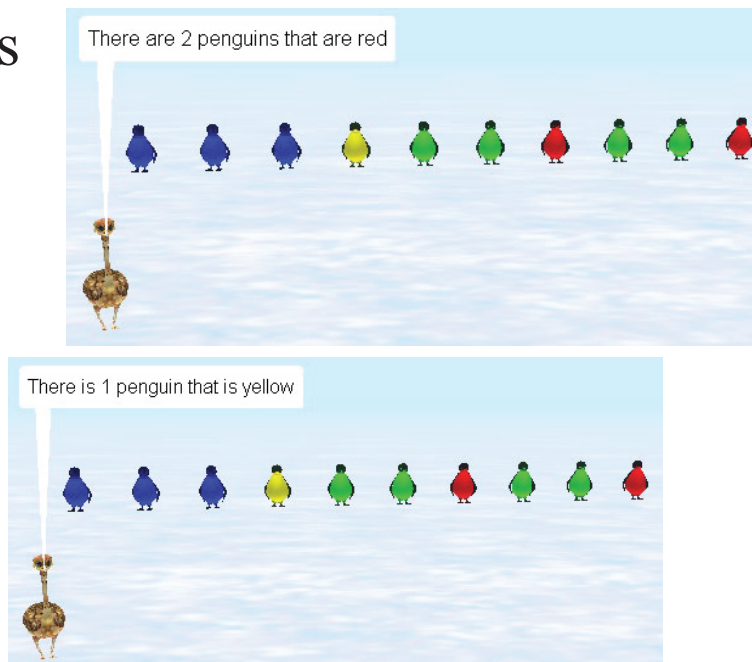 s
There are 2 penguins that are red
There is 1 penguin that is yellow